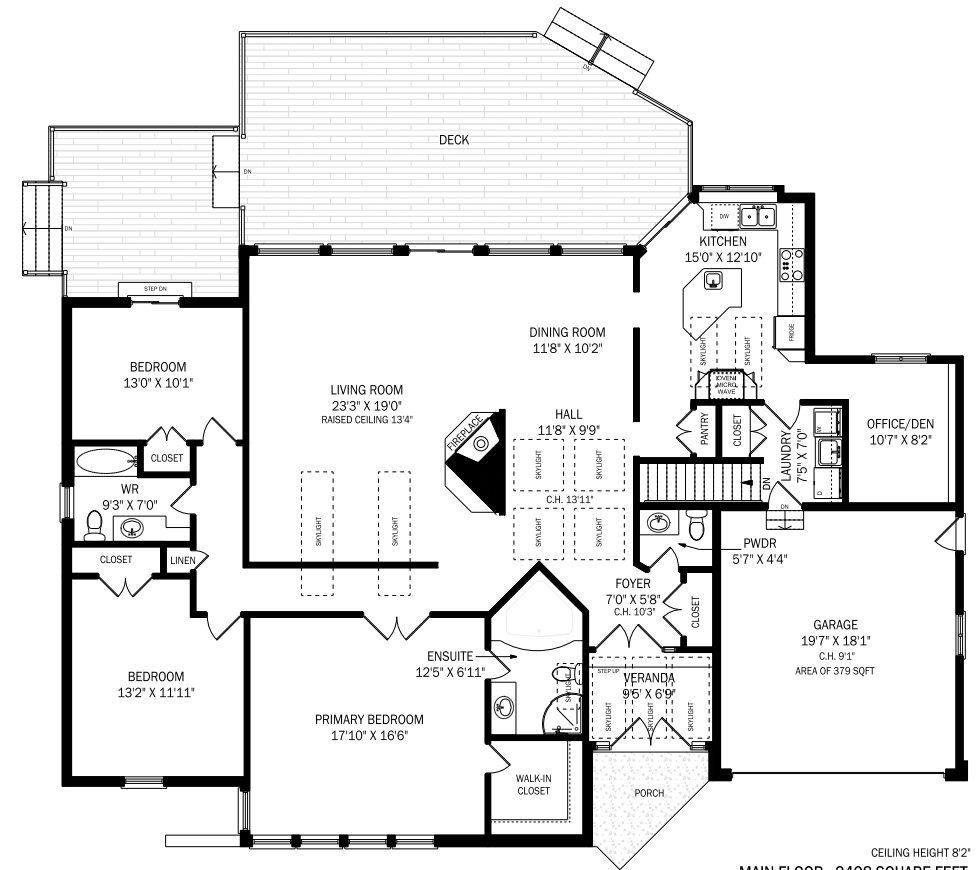 DN
DECK
DN
DN
D/W
KITCHEN
15'0" X 12'10"
STEP DN
SKYLIGHT
SKYLIGHT
FRIDGE
DINING ROOM
11'8" X 10'2"
BEDROOM
13'0" X 10'1"
OVEN/
MICRO
WAVE
LIVING ROOM
23'3" X 19'0"
RAISED CEILING 13'4"
FIREPLACE
HALL
11'8" X 9'9"
PANTRY
CLOSET
LAUNDRY
7'5" X 7'0"
W
D
OFFICE/DEN
10'7" X 8'2"
CLOSET
SKYLIGHT
SKYLIGHT
C.H. 13'11"
SKYLIGHT
SKYLIGHT
DN
DN
WR
9'3" X 7'0"
SKYLIGHT
SKYLIGHT
PWDR
5'7" X 4'4"
CLOSET
LINEN
FOYER
7'0" X 5'8"
C.H. 10'3"
CLOSET
GARAGE
19'7" X 18'1"
C.H. 9'1"
AREA OF 379 SQFT
ENSUITE
12'5" X 6'11"
SKYLIGHT
STEP UP
VERANDA
9'5' X 6'9"
SKYLIGHT
SKYLIGHT
SKYLIGHT
BEDROOM
13'2" X 11'11"
PRIMARY BEDROOM
17'10" X 16'6"
WALK-IN
CLOSET
PORCH
CEILING HEIGHT 8'2"
MAIN FLOOR - 2408 SQUARE FEET